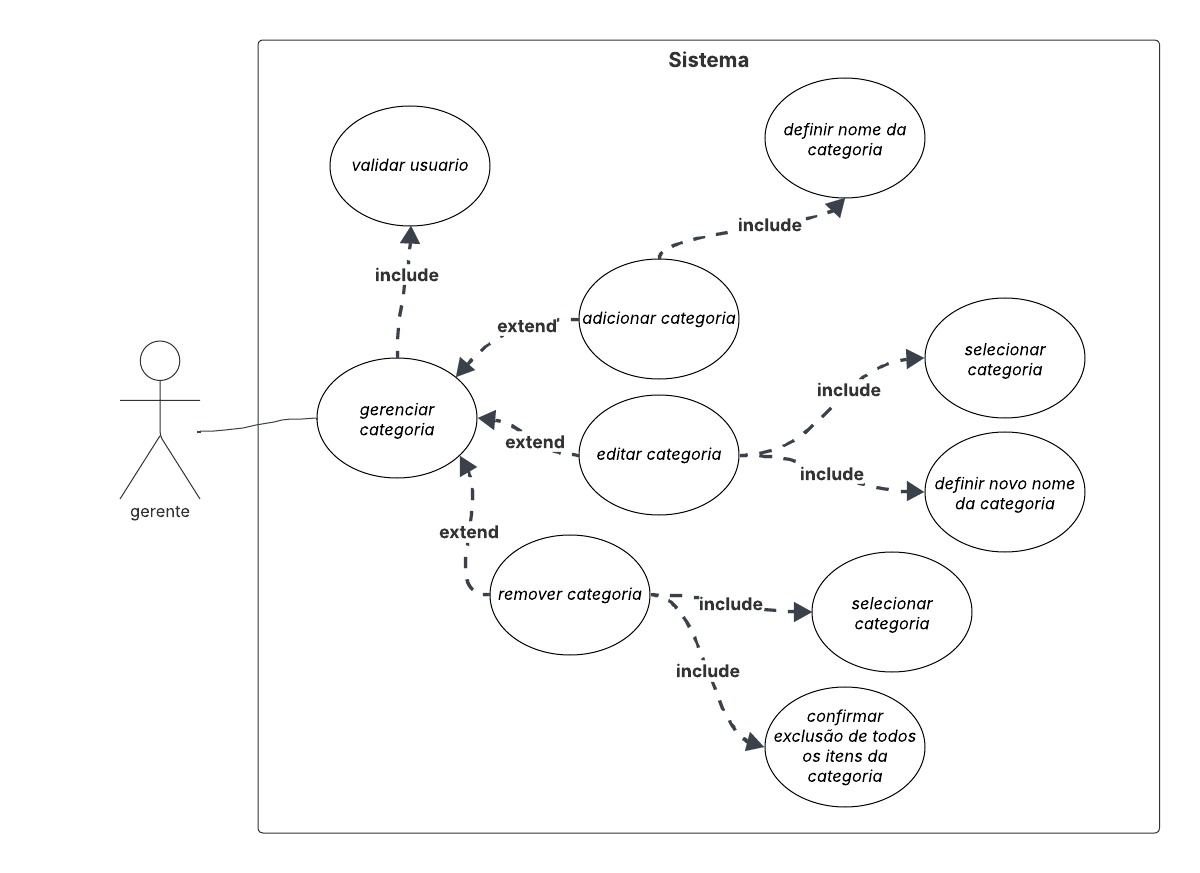 Sistema
definir nome da
categoria
validar usuario
include
include
adicionar categoria
extend
selecionar
categoria
include
gerenciar
categoria
extend
editar categoria
include
definir novo nome
da categoria
gerente
extend
remover categoria
include
selecionar
categoria
include
confirmar
exclusão de todos
os itens da
categoria